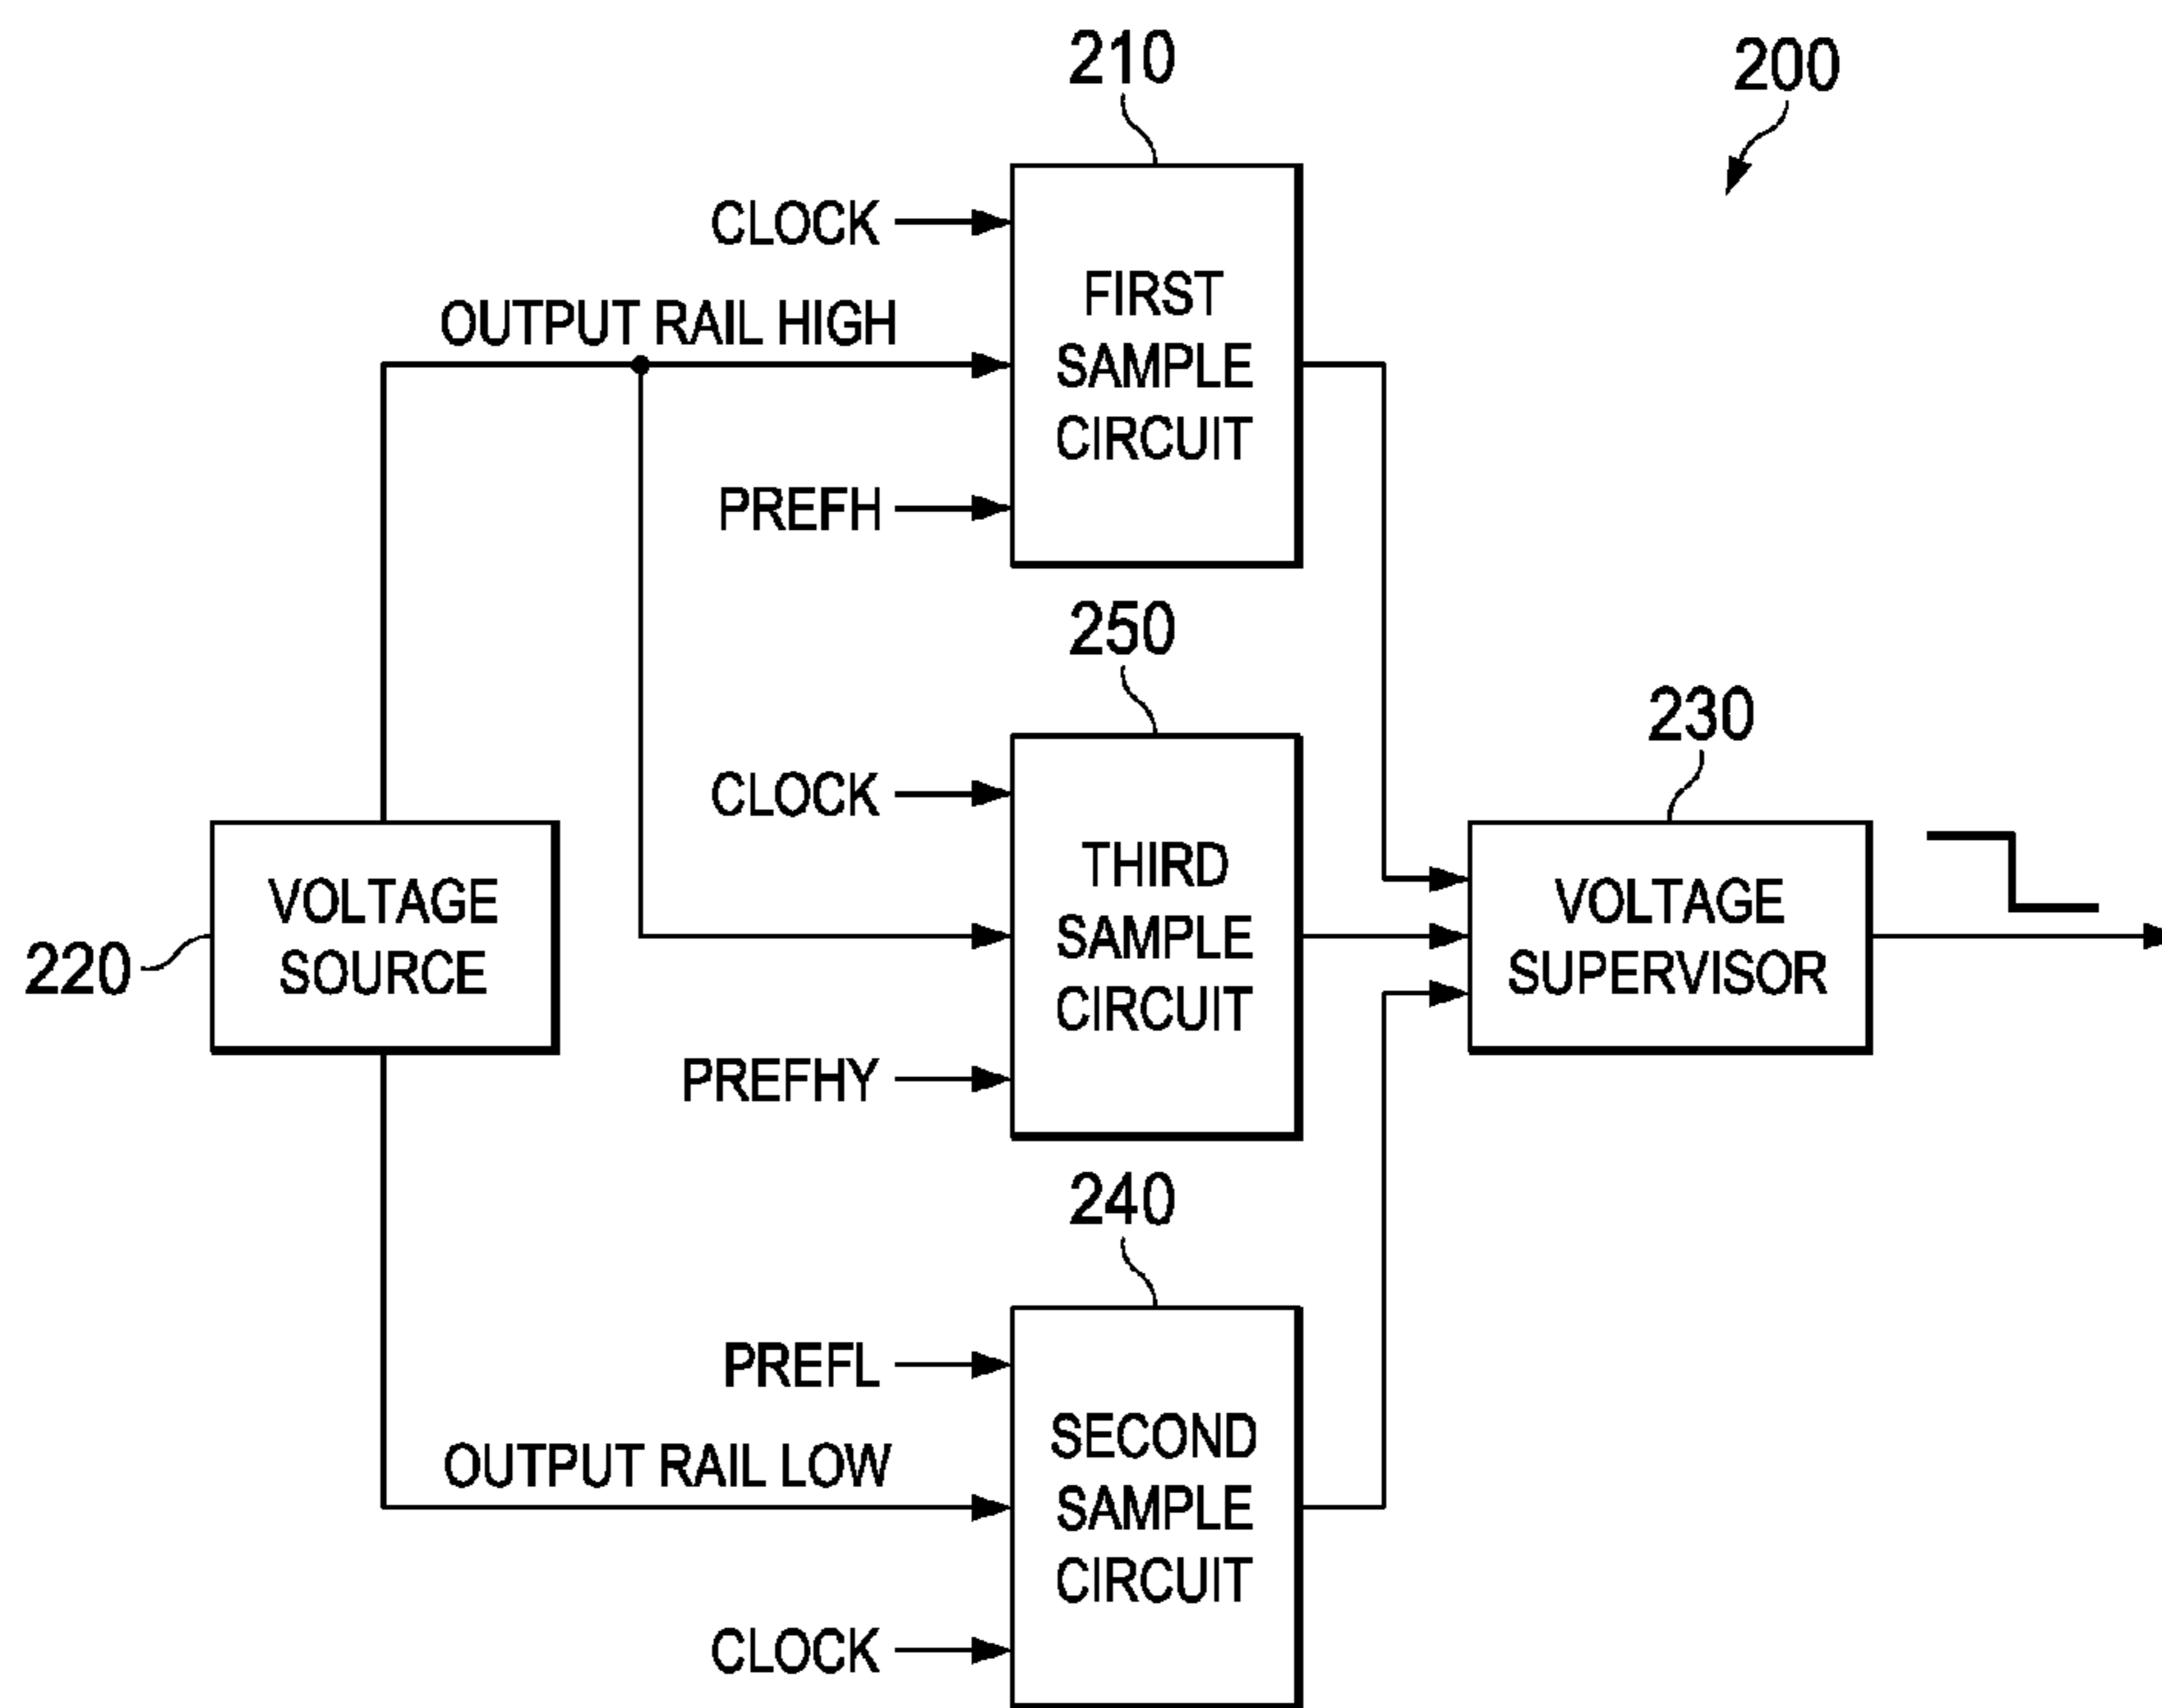 210
200
CLOCK
OUTPUT RAIL HIGH
PREFH
FIRST
SAMPLE
CIRCUIT
250
CLOCK
PREFHY
THIRD
SAMPLE
CIRCUIT
230
VOLTAGE
SUPERVISOR
VOLTAGE
SOURCE
220
240
PREFL
OUTPUT RAIL LOW
CLOCK
SECOND
SAMPLE
CIRCUIT